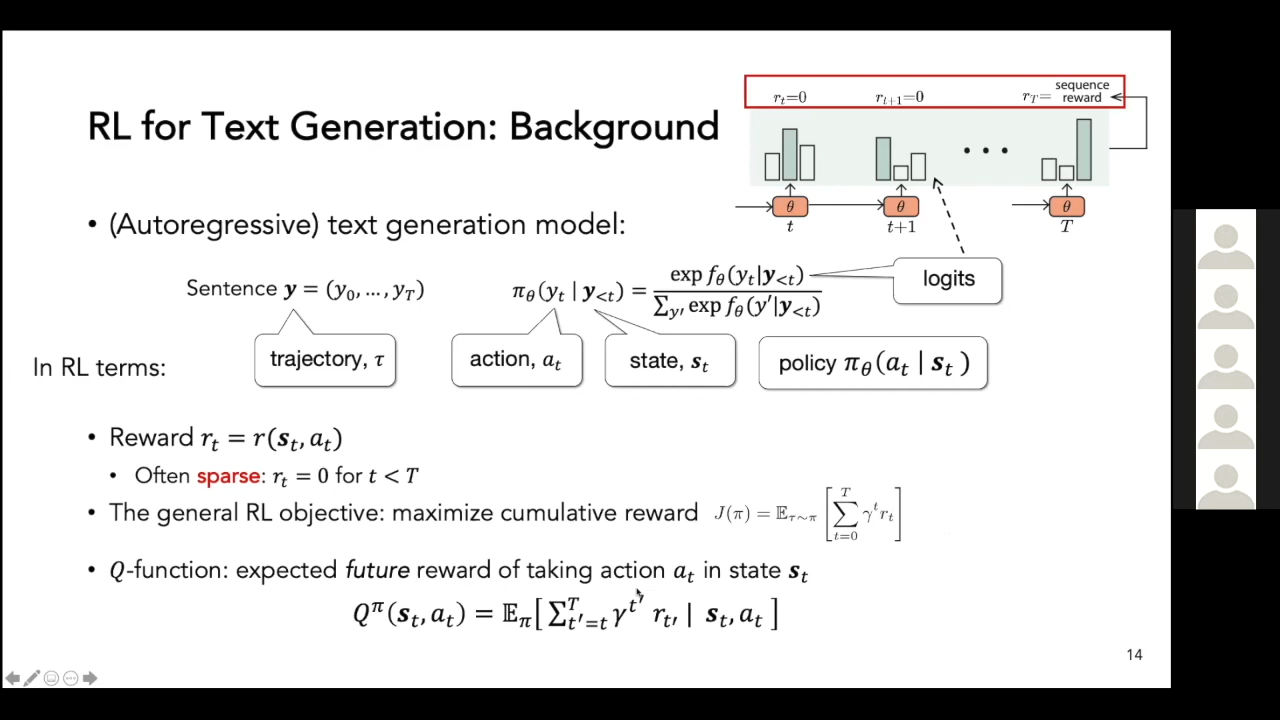 RL for Text Generation: Background
r_t=0 r_{t+1}=0 r_T= sequence reward
θ θ θ
t t+1 T
• (Autoregressive) text generation model:
Sentence 𝒚 = (y_0, …, y_T) π_θ(y_t | 𝒚_{<t}) = exp f_θ(y_t|𝒚_{<t}) / Σ_{y′} exp f_θ(y′|𝒚_{<t})
logits
In RL terms: trajectory, τ action, a_t state, 𝒔_t policy π_θ(a_t | 𝒔_t )
• Reward r_t = r(𝒔_t, a_t)
• Often sparse: r_t = 0 for t < T
• The general RL objective: maximize cumulative reward J(π) = 𝔼_{τ∼π} [ Σ_{t=0}^{T} γ^t r_t ]
• Q-function: expected future reward of taking action a_t in state 𝒔_t
Q^π(𝒔_t, a_t) = 𝔼_π[ Σ_{t′=t}^{T} γ^{t′} r_{t′} | 𝒔_t, a_t ]
14